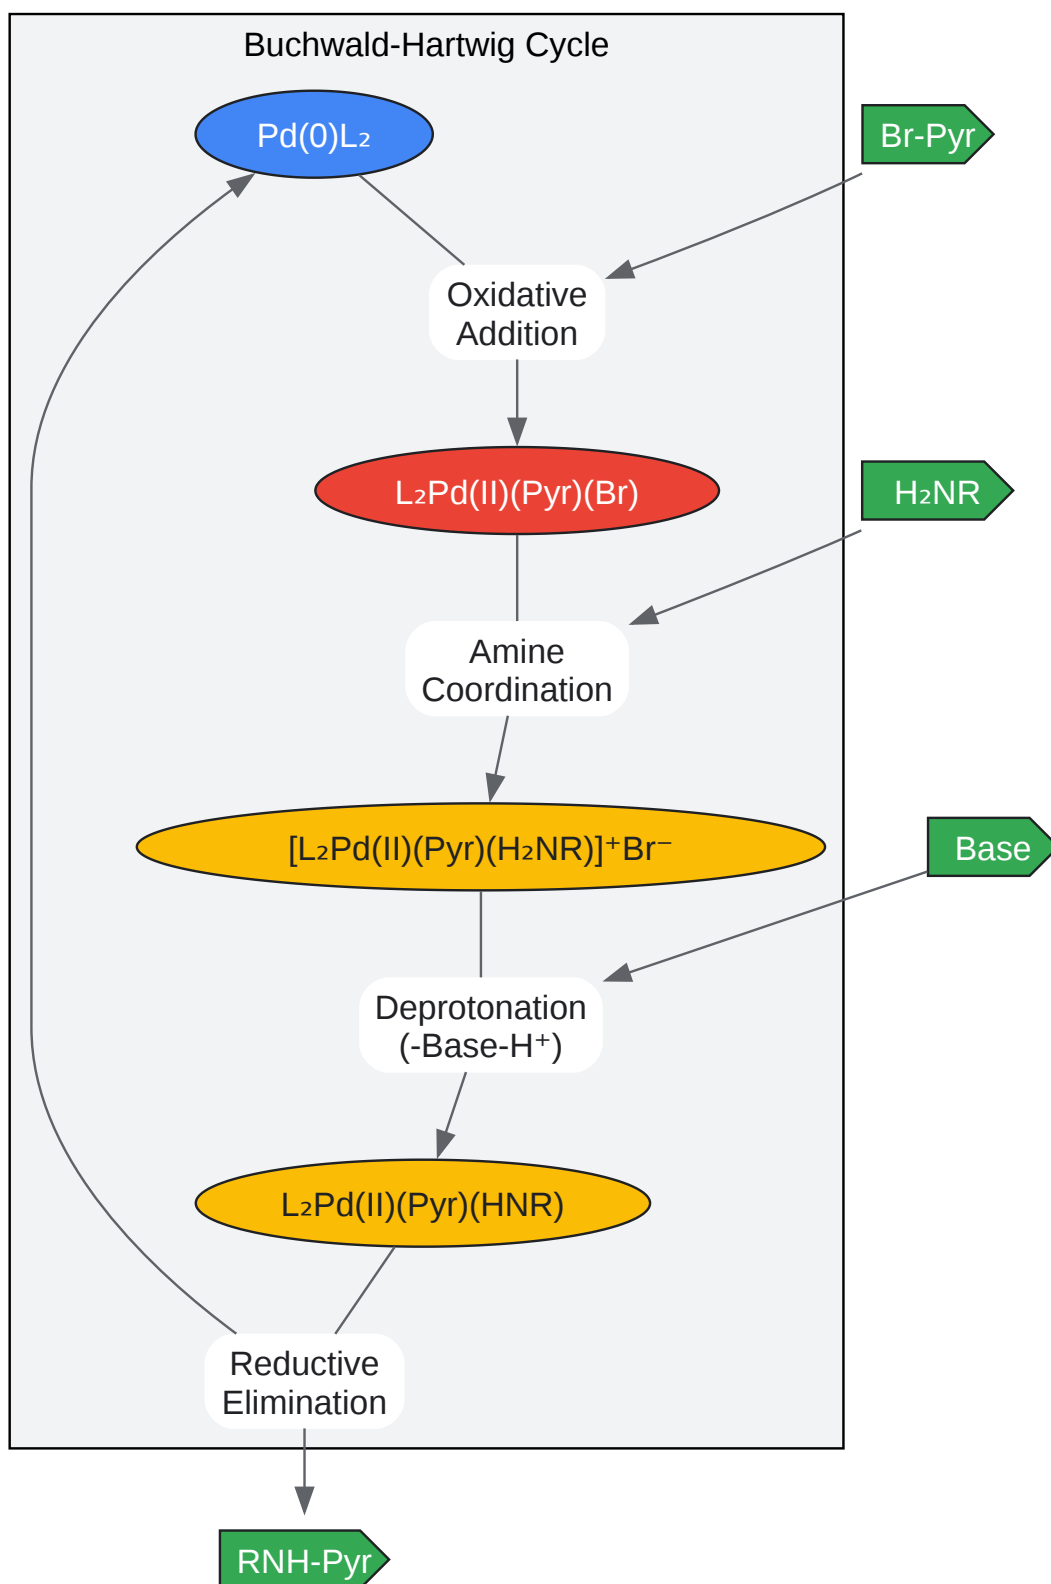 Buchwald-Hartwig Cycle
Pd(0)L₂
Br-Pyr
Oxidative
Addition
L₂Pd(II)(Pyr)(Br)
H₂NR
Amine
Coordination
[L₂Pd(II)(Pyr)(H₂NR)]⁺Br⁻
Base
Deprotonation
(-Base-H⁺)
L₂Pd(II)(Pyr)(HNR)
Reductive
Elimination
RNH-Pyr